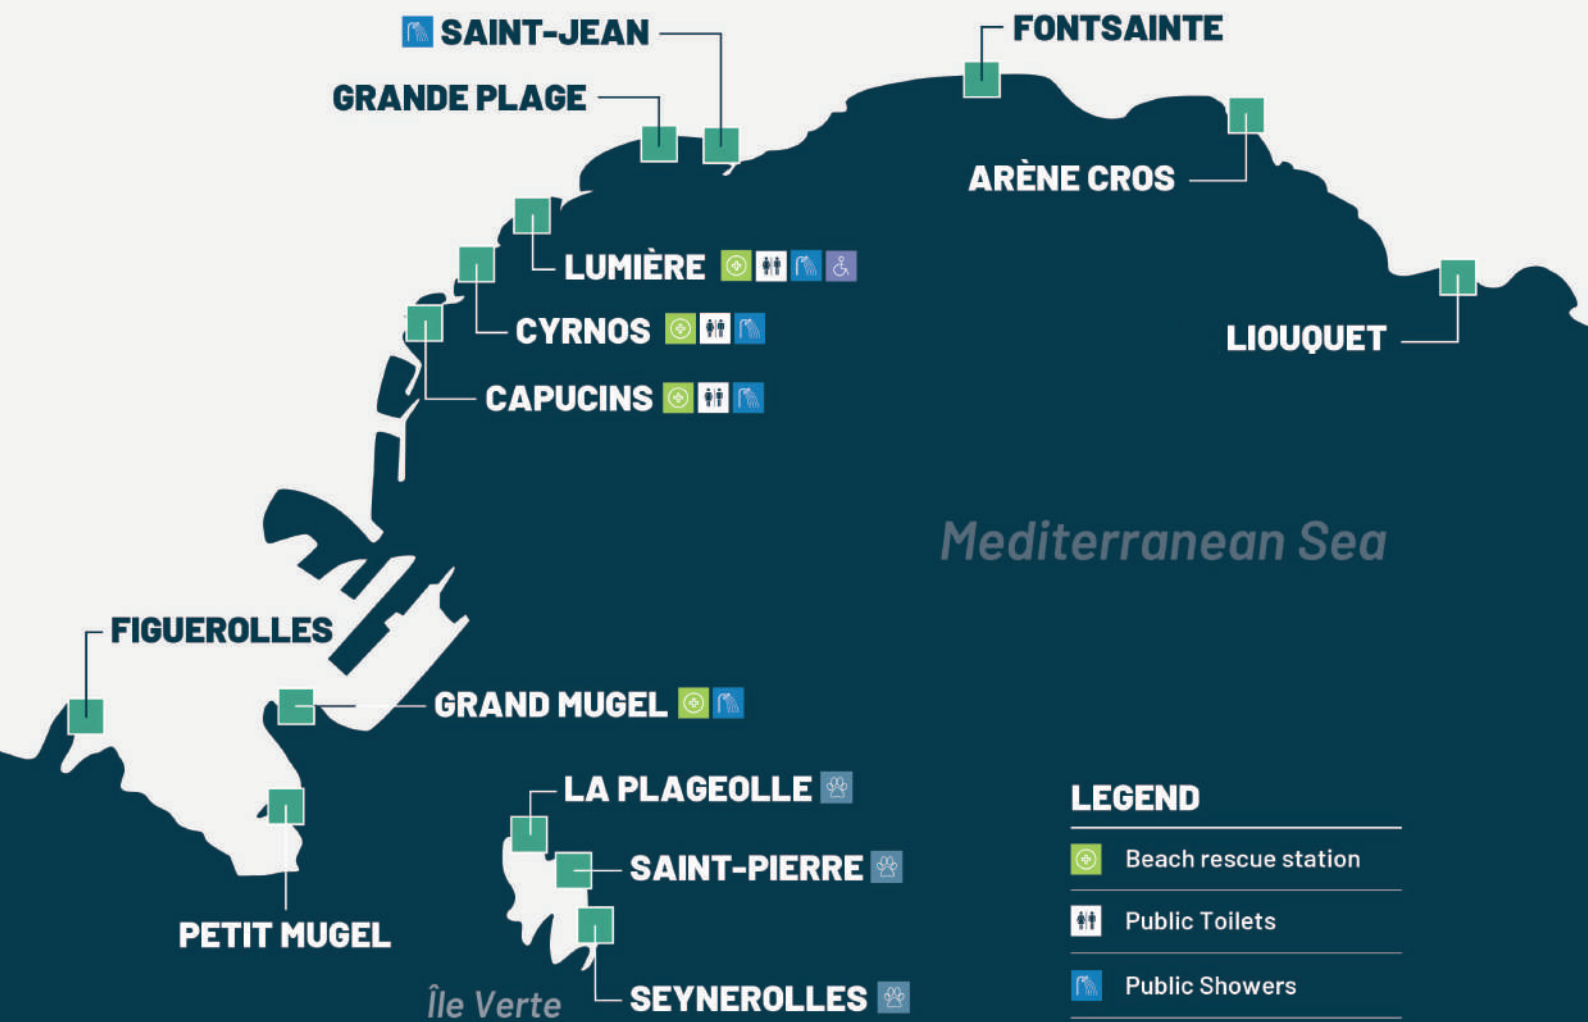 SAINT-JEAN
FONTSAINTE
GRANDE PLAGE
ARÈNE CROS
LUMIÈRE
CYRNOS
LIOUQUET
CAPUCINS
Mediterranean Sea
FIGUEROLLES
GRAND MUGEL
LA PLAGEOLLE
LEGEND
Beach rescue station
SAINT-PIERRE
Public Toilets
PETIT MUGEL
Public Showers
Île Verte
SEYNEROLLES